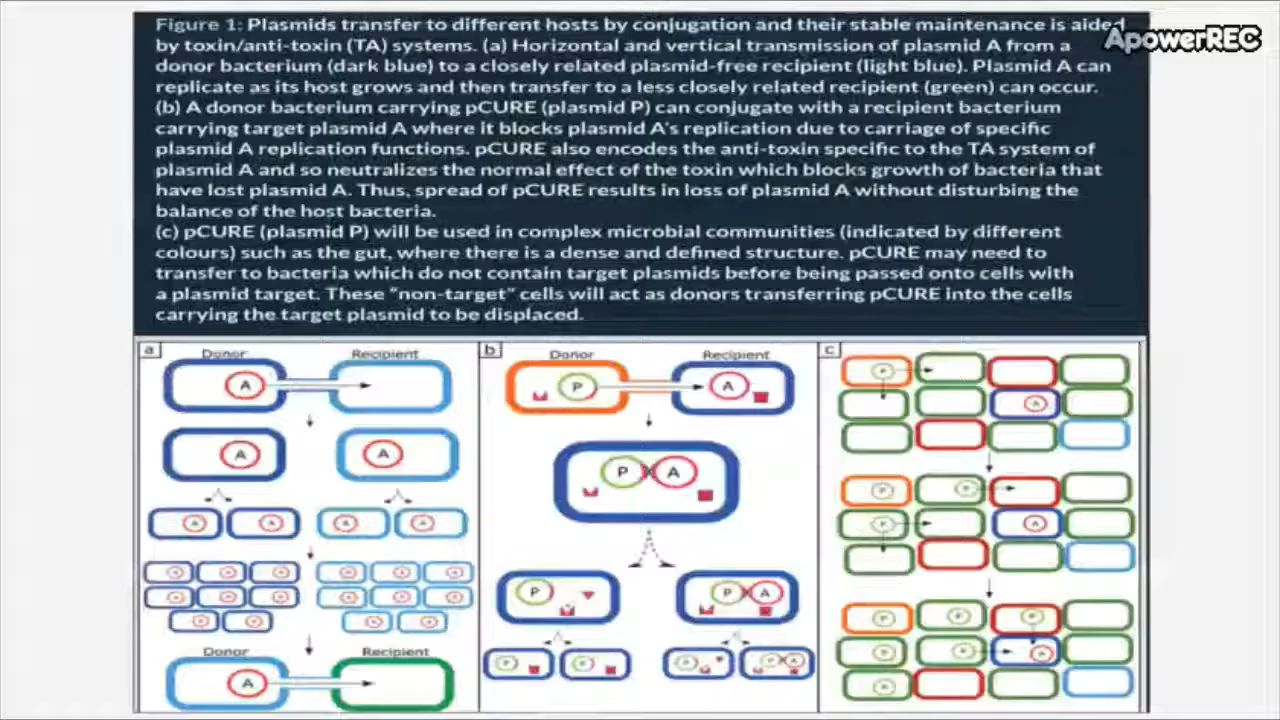 Figure 1: Plasmids transfer to different hosts by conjugation and their stable maintenance is aided
by toxin/anti-toxin (TA) systems. (a) Horizontal and vertical transmission of plasmid A from a
donor bacterium (dark blue) to a closely related plasmid-free recipient (light blue). Plasmid A can
replicate as its host grows and then transfer to a less closely related recipient (green) can occur.
(b) A donor bacterium carrying pCURE (plasmid P) can conjugate with a recipient bacterium
carrying target plasmid A where it blocks plasmid A's replication due to carriage of specific
plasmid A replication functions. pCURE also encodes the anti-toxin specific to the TA system of
plasmid A and so neutralizes the normal effect of the toxin which blocks growth of bacteria that
have lost plasmid A. Thus, spread of pCURE results in loss of plasmid A without disturbing the
balance of the host bacteria.
(c) pCURE (plasmid P) will be used in complex microbial communities (indicated by different
colours) such as the gut, where there is a dense and defined structure. pCURE may need to
transfer to bacteria which do not contain target plasmids before being passed onto cells with
a plasmid target. These "non-target" cells will act as donors transferring pCURE into the cells
carrying the target plasmid to be displaced.
ApowerREC
a
Donor
Recipient
A
A
A
A
A
A
A
Donor
Recipient
A
b
Donor
Recipient
P
A
P
A
P
P
A
P
P
P
P
A
c
P
A
P
P
P
A
P
P
P
P
P
A
P